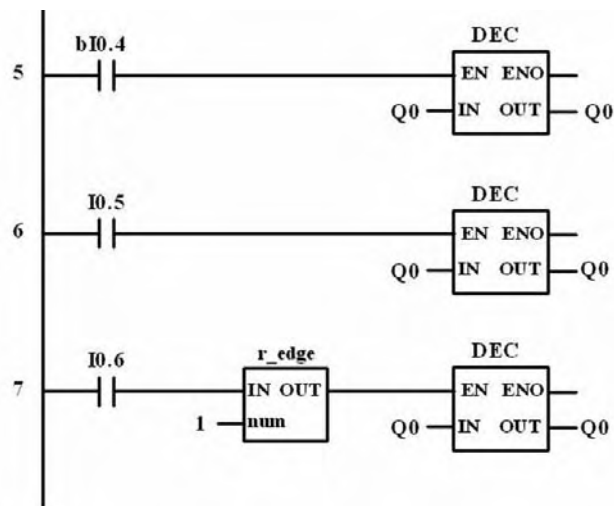 DEC
bI0.4
5
EN ENO
Q0 IN OUT Q0
DEC
I0.5
6
EN ENO
Q0 IN OUT Q0
DEC
I0.6
r_edge
7
IN OUT
EN ENO
1 num
Q0 IN OUT Q0